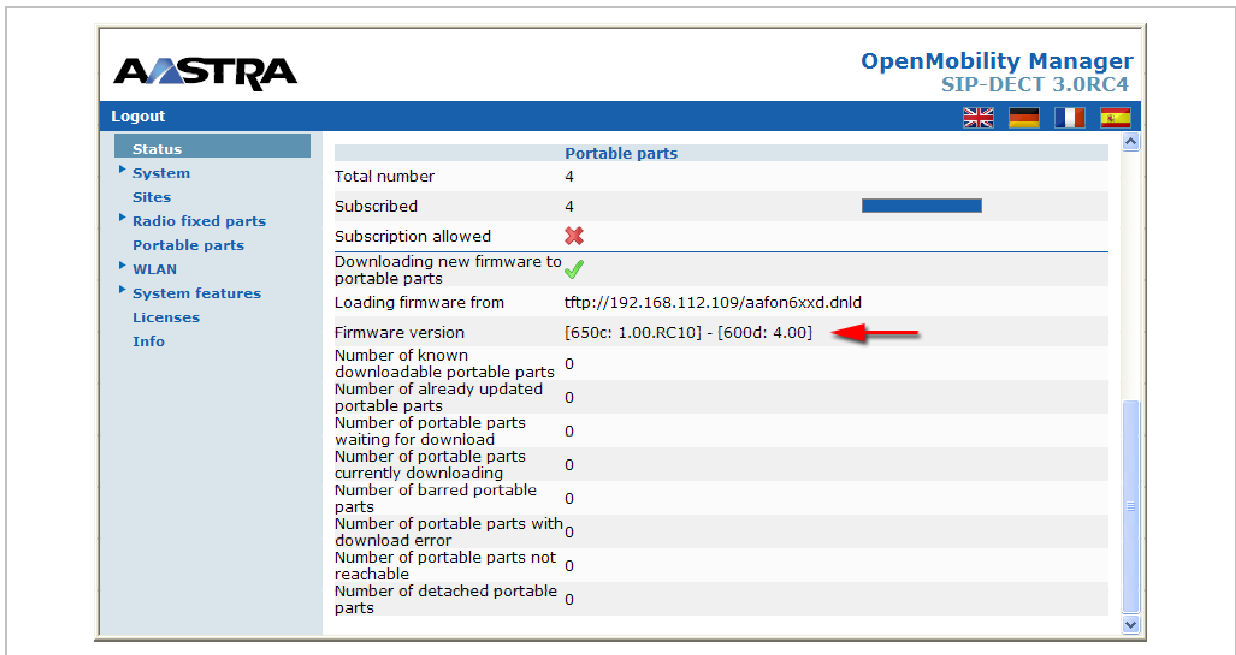 AASTRA
OpenMobility Manager
SIP-DECT 3.0RC4
Logout
Status
System
Sites
Radio fixed parts
Portable parts
WLAN
System features
Licenses
Info
Portable parts
Total number 4
Subscribed 4
Subscription allowed
Downloading new firmware to
portable parts
Loading firmware from tftp://192.168.112.109/aafon6xxd.dnld
Firmware version [650c: 1.00.RC10] - [600d: 4.00]
Number of known
downloadable portable parts 0
Number of already updated
portable parts 0
Number of portable parts
waiting for download 0
Number of portable parts
currently downloading 0
Number of barred portable
parts 0
Number of portable parts with
download error 0
Number of portable parts not
reachable 0
Number of detached portable
parts 0